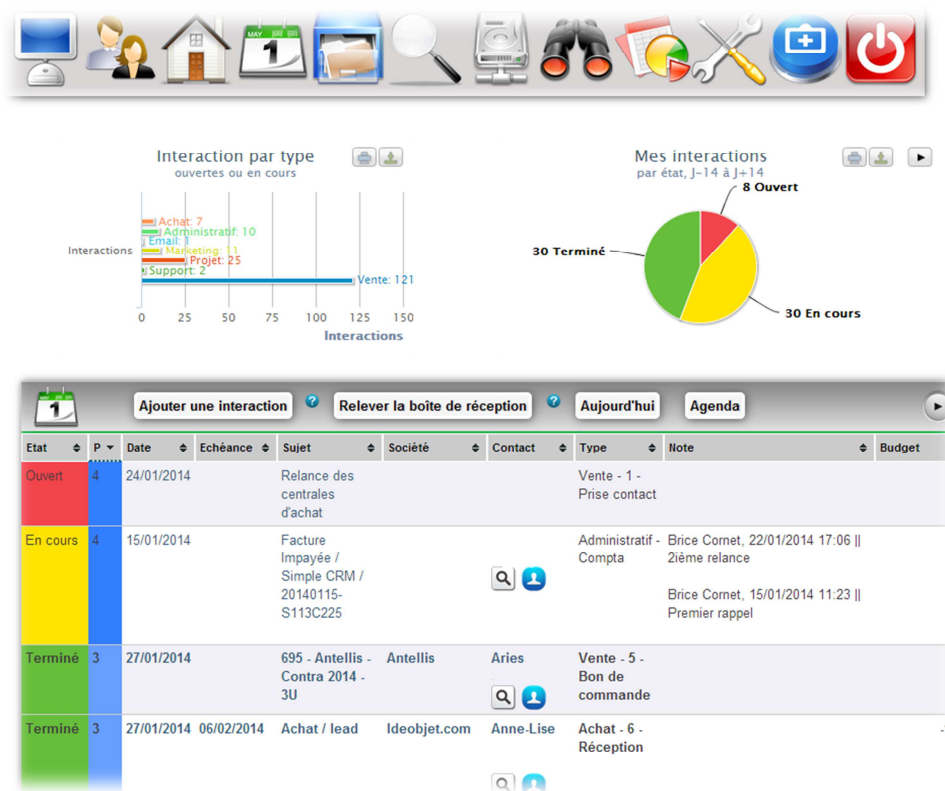 MAY
1
Interaction par type
ouvertes ou en cours
Interactions
Achat: 7
Administratif: 10
Email: 1
Marketing: 11
Projet: 25
Support: 2
Vente: 121
0 25 50 75 100 125 150
Interactions
Mes interactions
par état, J-14 à J+14
8 Ouvert
30 Terminé
30 En cours
1
Ajouter une interaction ? Relever la boîte de réception ? Aujourd'hui Agenda
Etat P Date Echéance Sujet Société Contact Type Note Budget
Ouvert 4 24/01/2014 Relance des Vente - 1 -
centrales Prise contact
d'achat
En cours 4 15/01/2014 Facture Administratif - Brice Cornet, 22/01/2014 17:06 ||
Impayée / Compta 2ième relance
Simple CRM /
20140115- Brice Cornet, 15/01/2014 11:23 ||
S113C225 Premier rappel
Terminé 3 27/01/2014 695 - Antellis - Antellis Aries Vente - 5 -
Contra 2014 - Bon de
3U commande
Terminé 3 27/01/2014 06/02/2014 Achat / lead Ideobjet.com Anne-Lise Achat - 6 -
Réception